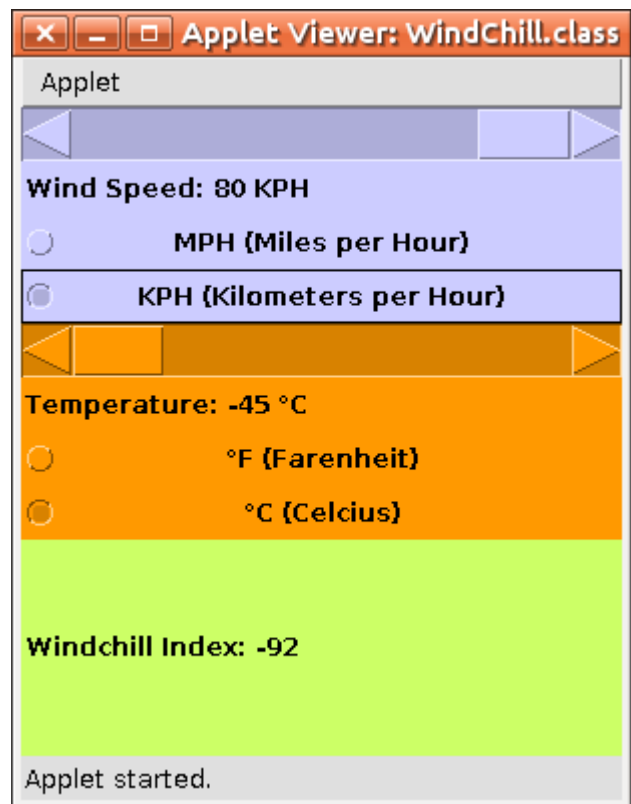 Applet Viewer: WindChill.class
Applet
Wind Speed: 80 KPH
MPH (Miles per Hour)
KPH (Kilometers per Hour)
Temperature: -45 °C
°F (Farenheit)
°C (Celcius)
Windchill Index: -92
Applet started.